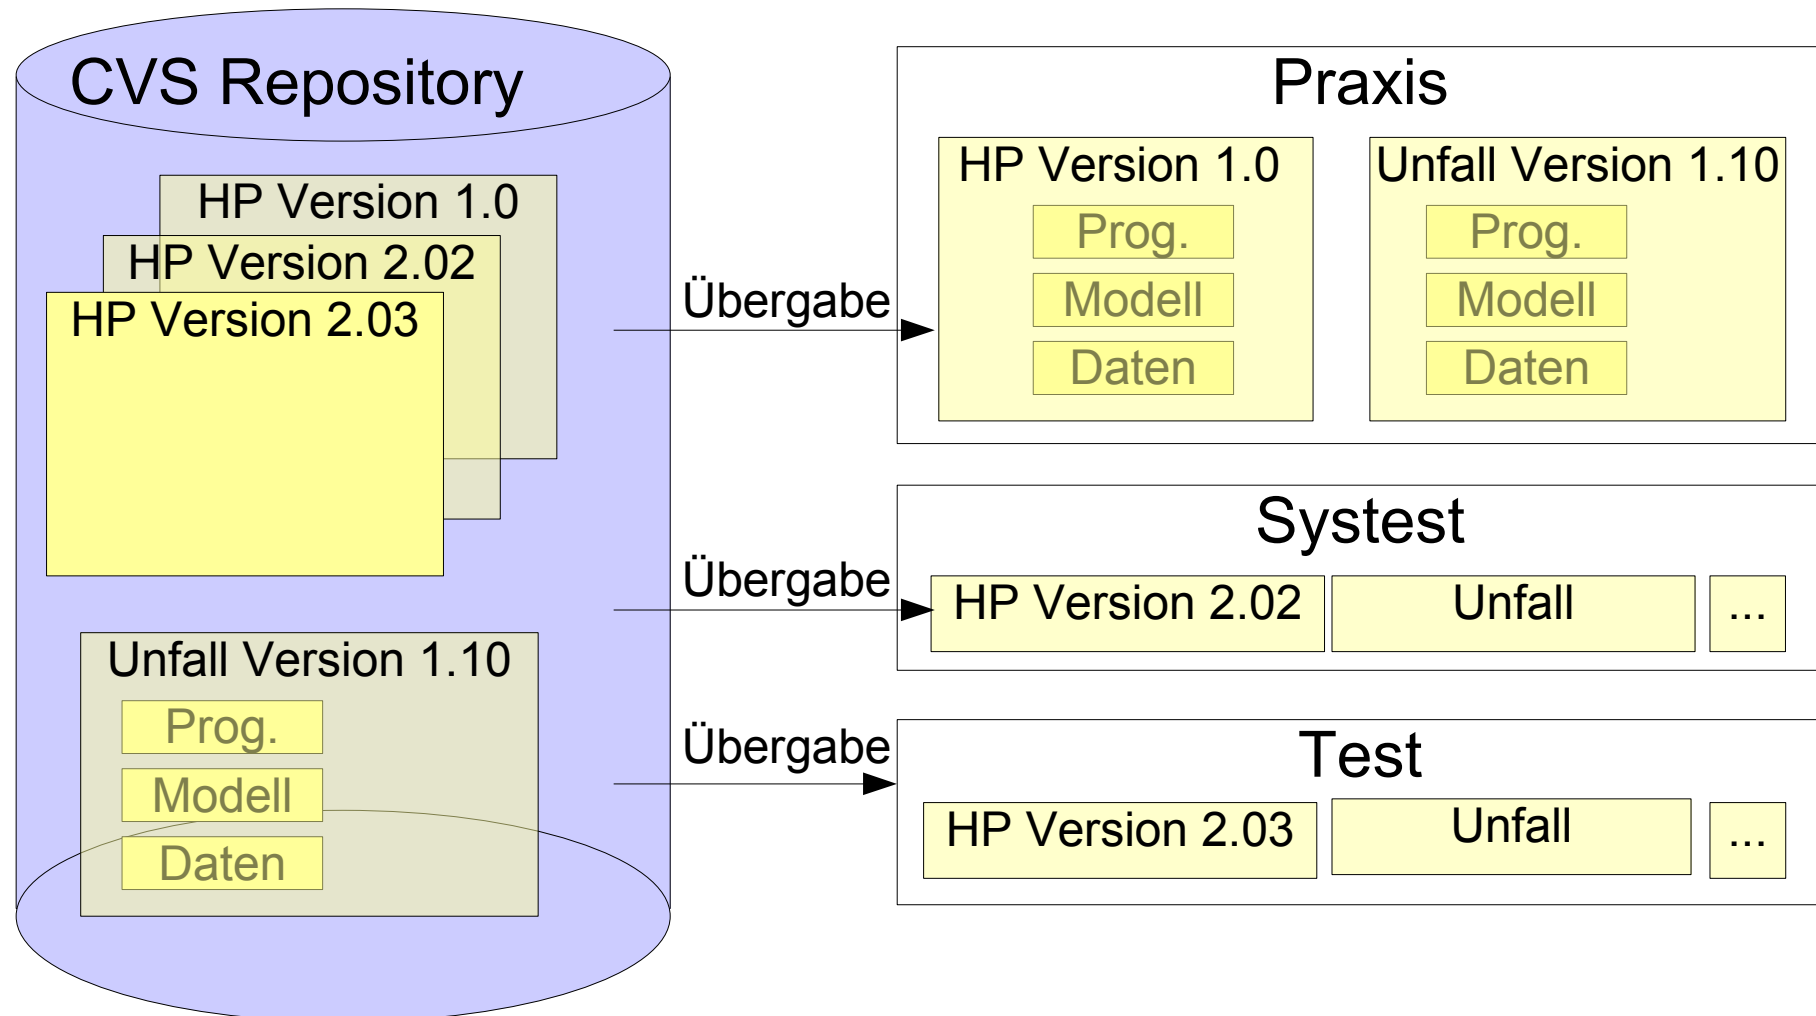 CVS Repository
HP Version 1.0
HP Version 2.02
HP Version 2.03
Unfall Version 1.10
Prog.
Modell
Daten
Übergabe
Übergabe
Übergabe
Praxis
HP Version 1.0
Prog.
Modell
Daten
Unfall Version 1.10
Prog.
Modell
Daten
Systest
HP Version 2.02
Unfall
...
Test
HP Version 2.03
Unfall
...